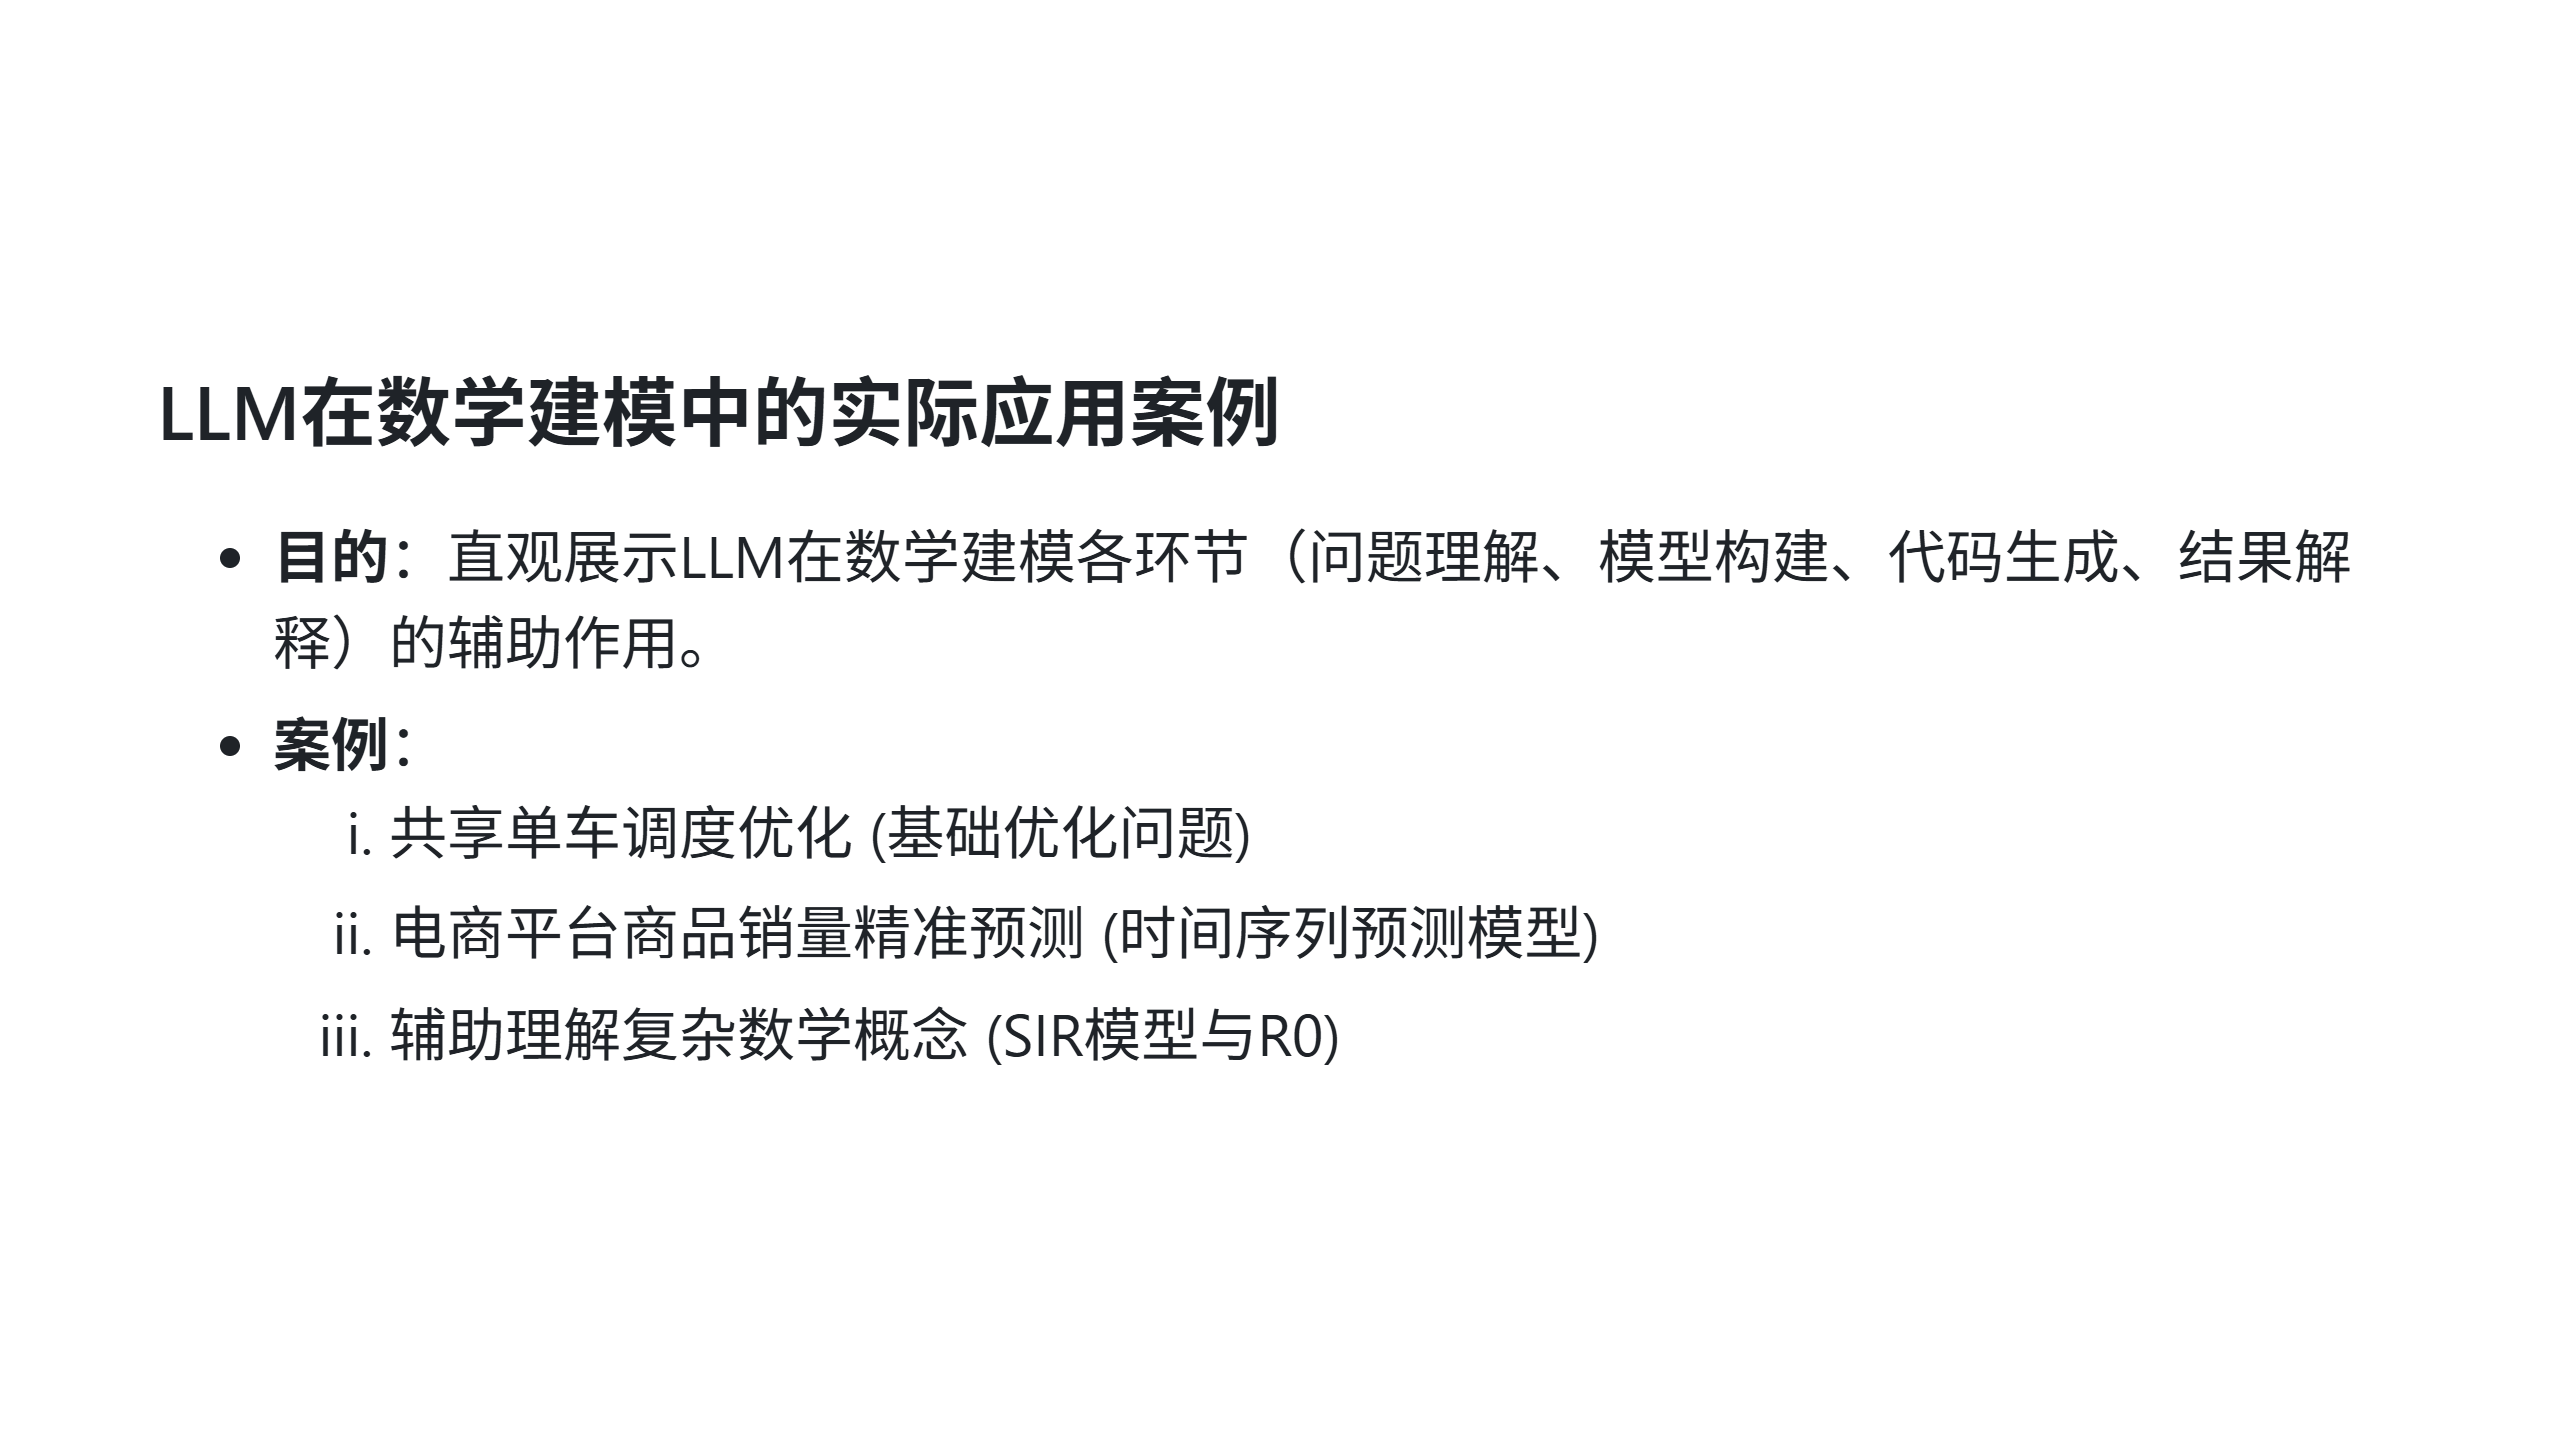 LLM在数学建模中的实际应用案例
• 目的：直观展示LLM在数学建模各环节（问题理解、模型构建、代码生成、结果解
释）的辅助作用。
• 案例：
i. 共享单车调度优化 (基础优化问题)
ii. 电商平台商品销量精准预测 (时间序列预测模型)
iii. 辅助理解复杂数学概念 (SIR模型与R0)